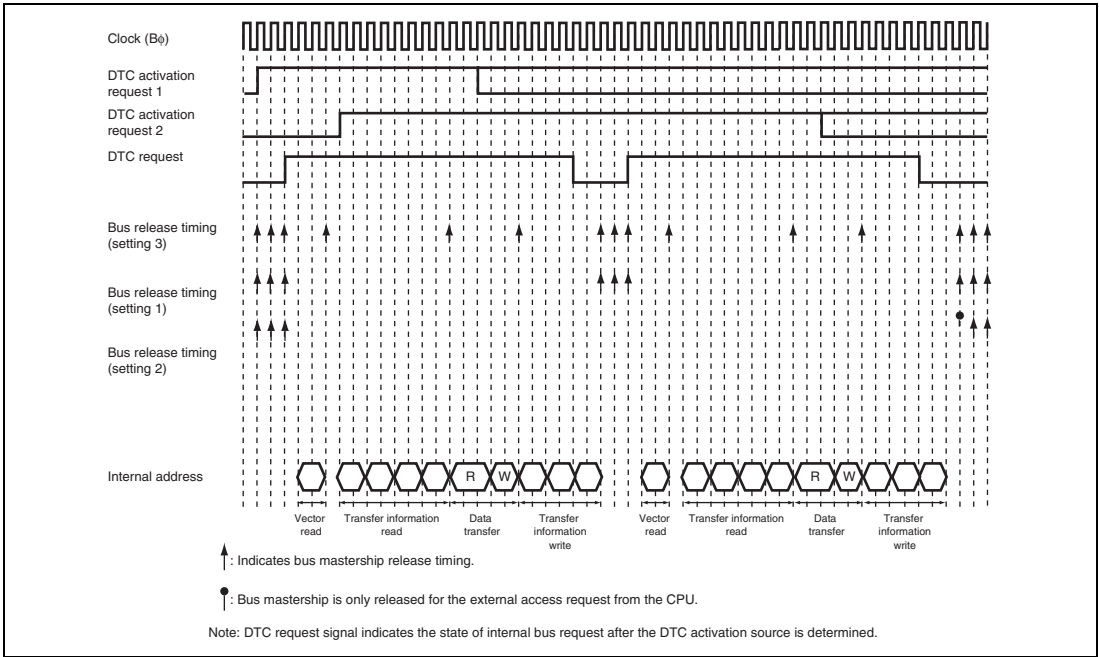 Clock (Bϕ)
DTC activation
request 1
DTC activation
request 2
DTC request
Bus release timing
(setting 3)
Bus release timing
(setting 1)
Bus release timing
(setting 2)
Internal address
R
W
R
W
Vector
read
Transfer information
read
Data
transfer
Transfer
information
write
Vector
read
Transfer information
read
Data
transfer
Transfer
information
write
: Indicates bus mastership release timing.
: Bus mastership is only released for the external access request from the CPU.
Note: DTC request signal indicates the state of internal bus request after the DTC activation source is determined.